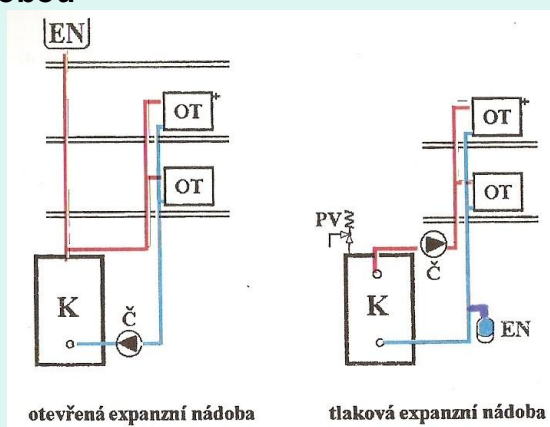 EN
OT
OT
K
Č
otevřená expanzní nádoba
OT
OT
PV
Č
K
EN
tlaková expanzní nádoba